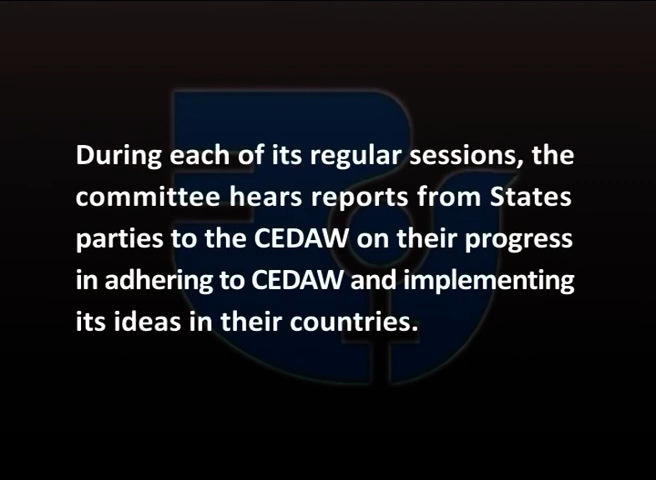 During each of its regular sessions, the
committee hears reports from States
parties to the CEDAW on their progress
in adhering to CEDAW and implementing
its ideas in their countries.